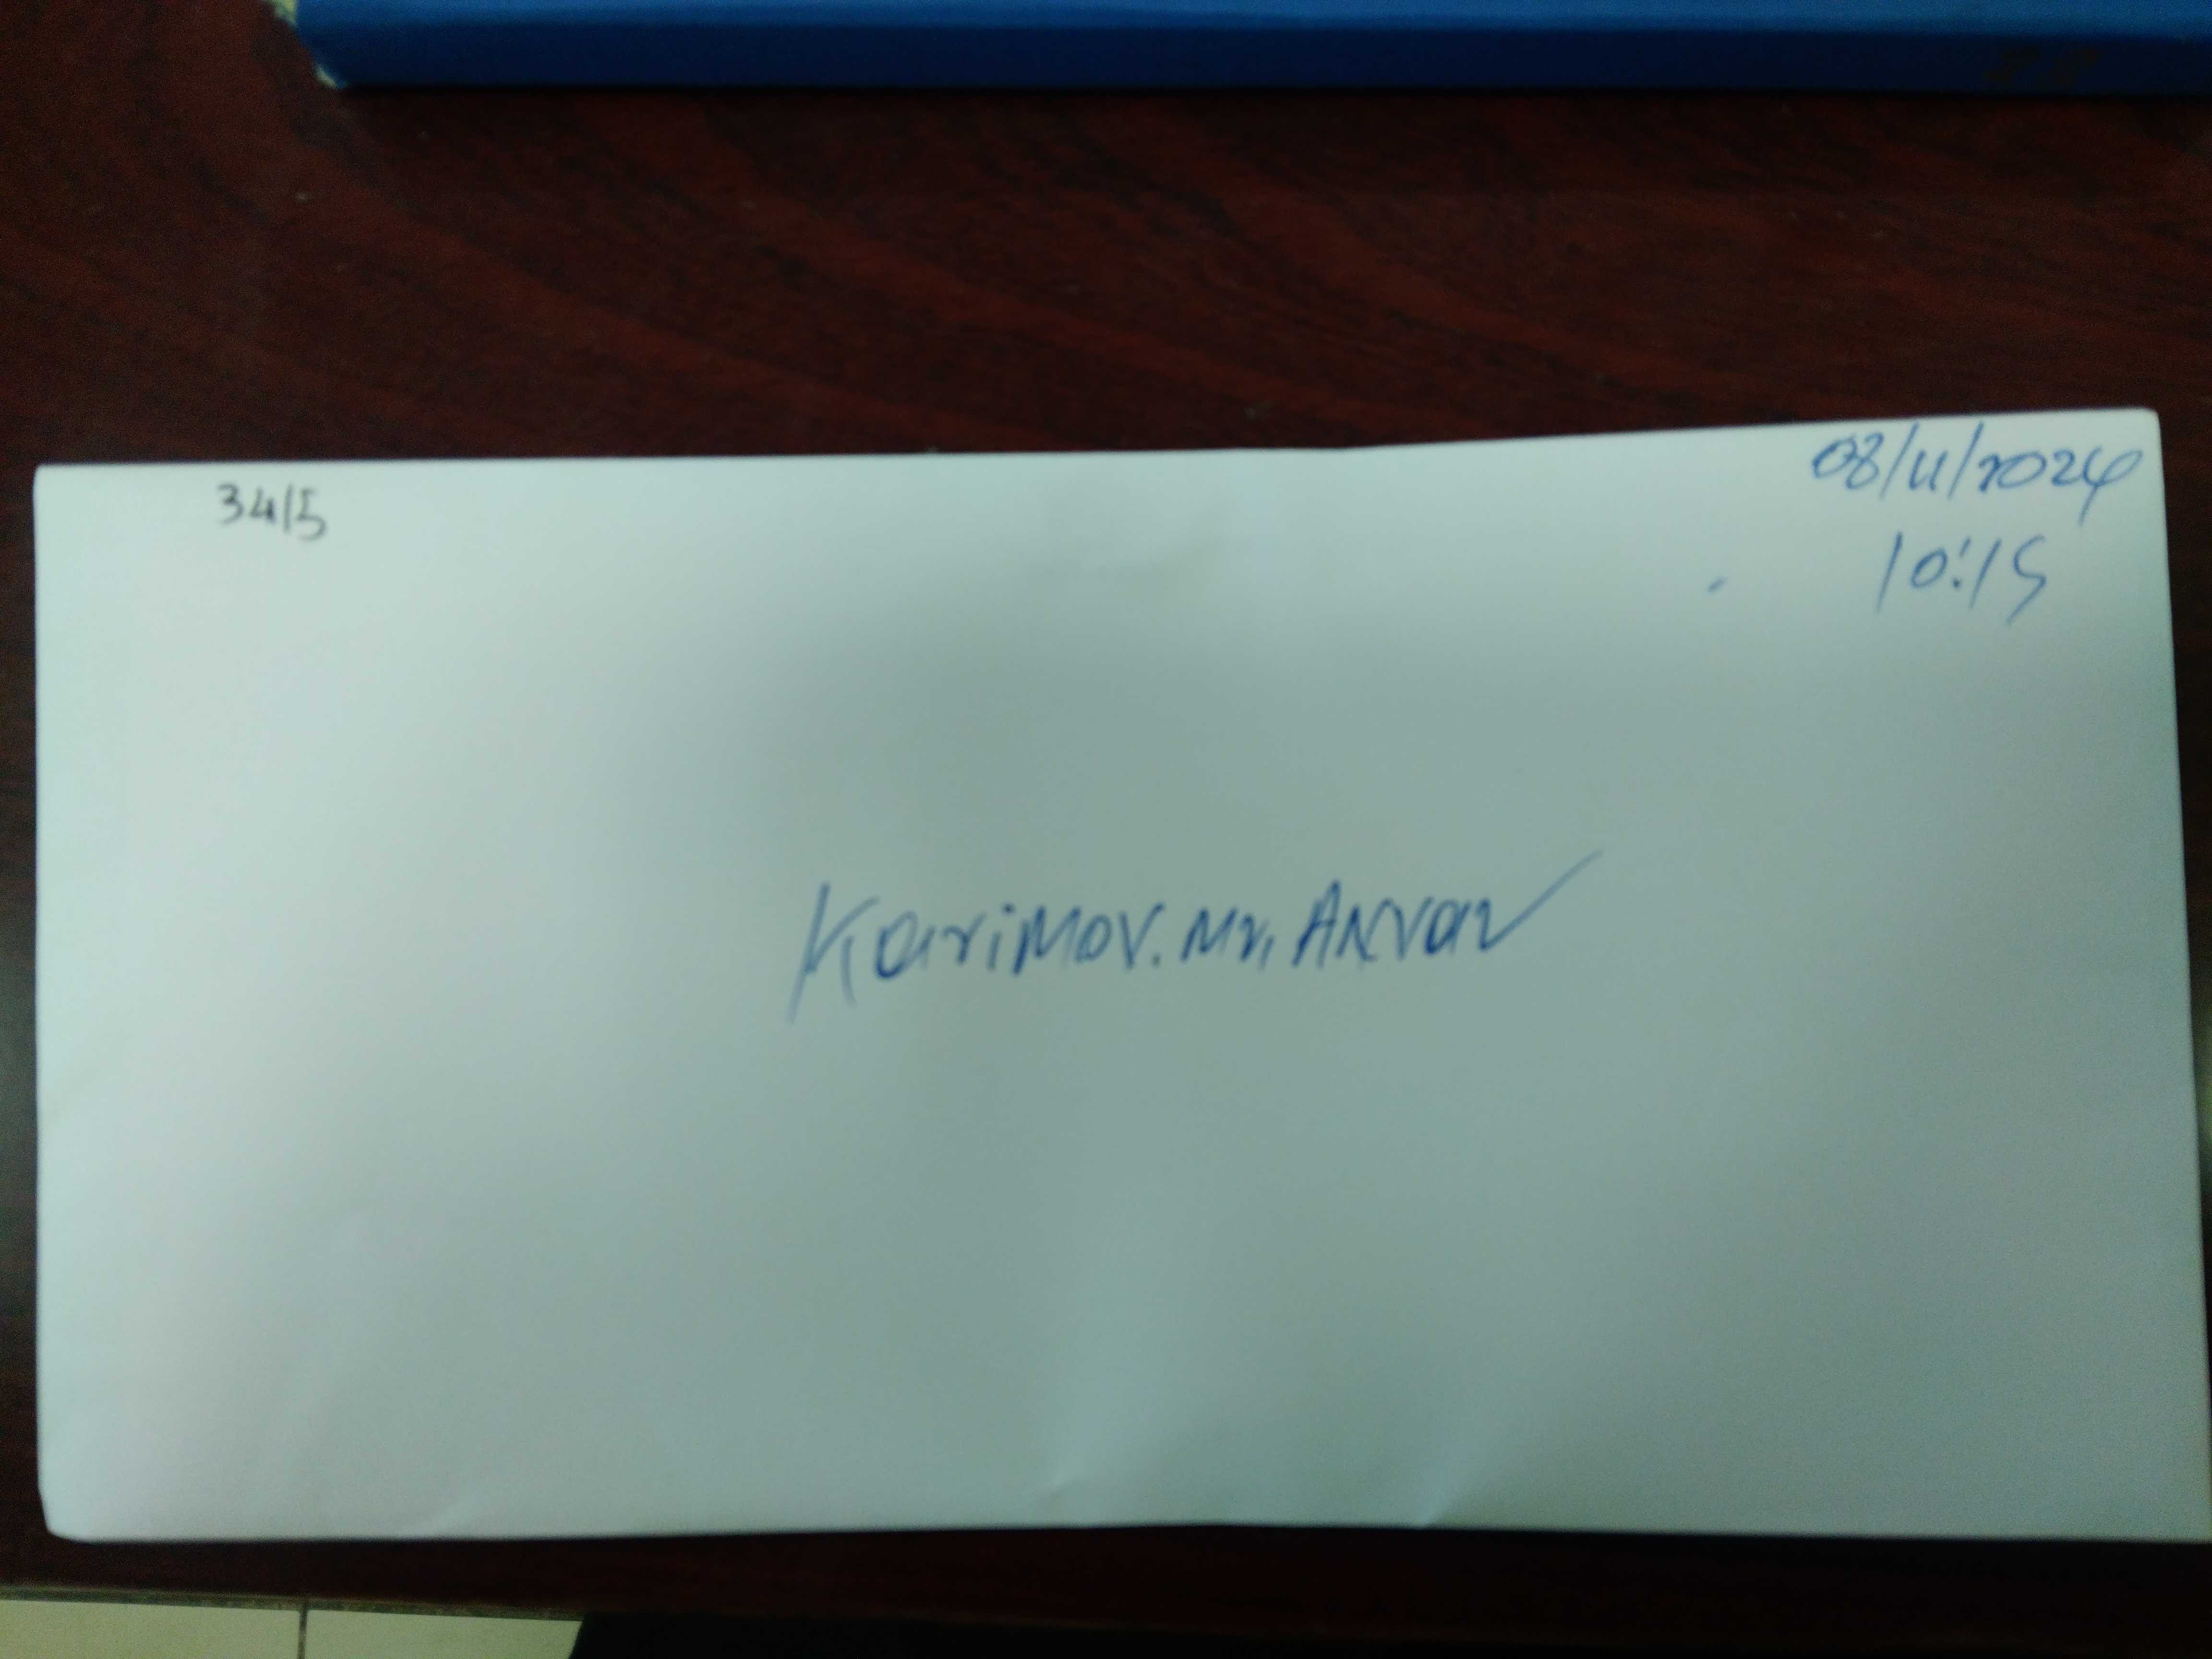 34/5
08/11/2024
10:15
Karimov. Mr, Anvar